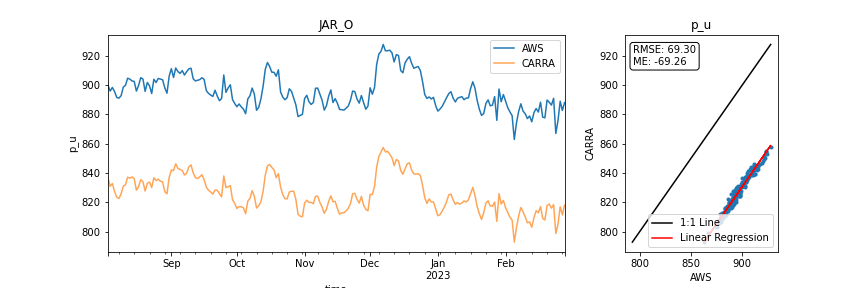 JAR_O
p_u
AWS
CARRA
920
900
880
860
840
820
800
p_u
Sep
Oct
Nov
Dec
Jan
2023
Feb
time
p_u
RMSE: 69.30
ME: -69.26
920
900
880
860
840
820
800
CARRA
1:1 Line
Linear Regression
800
850
900
AWS